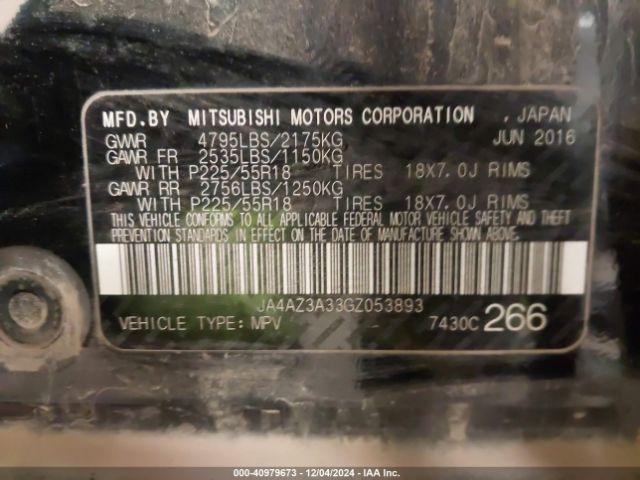 MFD.BY MITSUBISHI MOTORS CORPORATION , JAPAN
GVWR 4795LBS/2175KG JUN 2016
GAWR FR 2535LBS/1150KG
WITH P225/55R18 TIRES 18X7.0J RIMS
GAWR RR 2756LBS/1250KG
WITH P225/55R18 TIRES 18X7.0J RIMS
THIS VEHICLE CONFORMS TO ALL APPLICABLE FEDERAL MOTOR VEHICLE SAFETY AND THEFT
PREVENTION STANDARDS IN EFFECT ON THE DATE OF MANUFACTURE SHOWN ABOVE.
JA4AZ3A33GZ053893
VEHICLE TYPE: MPV 7430C 266
000-40979673 - 12/04/2024 - IAA Inc.